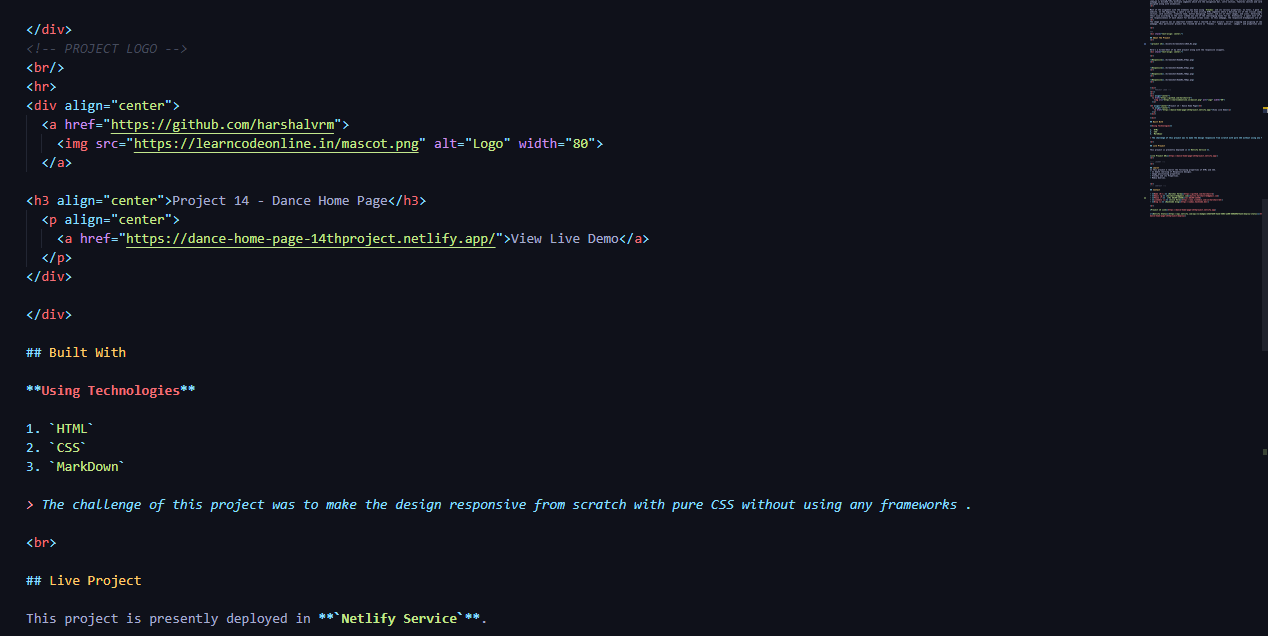 </div>
<!-- PROJECT LOGO -->
<br/>
<hr>
<div align="center">
<a href="https://github.com/harshalvrm">
<img src="https://learncodeonline.in/mascot.png" alt="Logo" width="80">
</a>
<h3 align="center">Project 14 - Dance Home Page</h3>
<p align="center">
<a href="https://dance-home-page-14thproject.netlify.app/">View Live Demo</a>
</p>
</div>
</div>
## Built With
**Using Technologies**
1. `HTML`
2. `CSS`
3. `MarkDown`
> The challenge of this project was to make the design responsive from scratch with pure CSS without using any frameworks .
<br>
## Live Project
This project is presently deployed in **`Netlify Service`**.